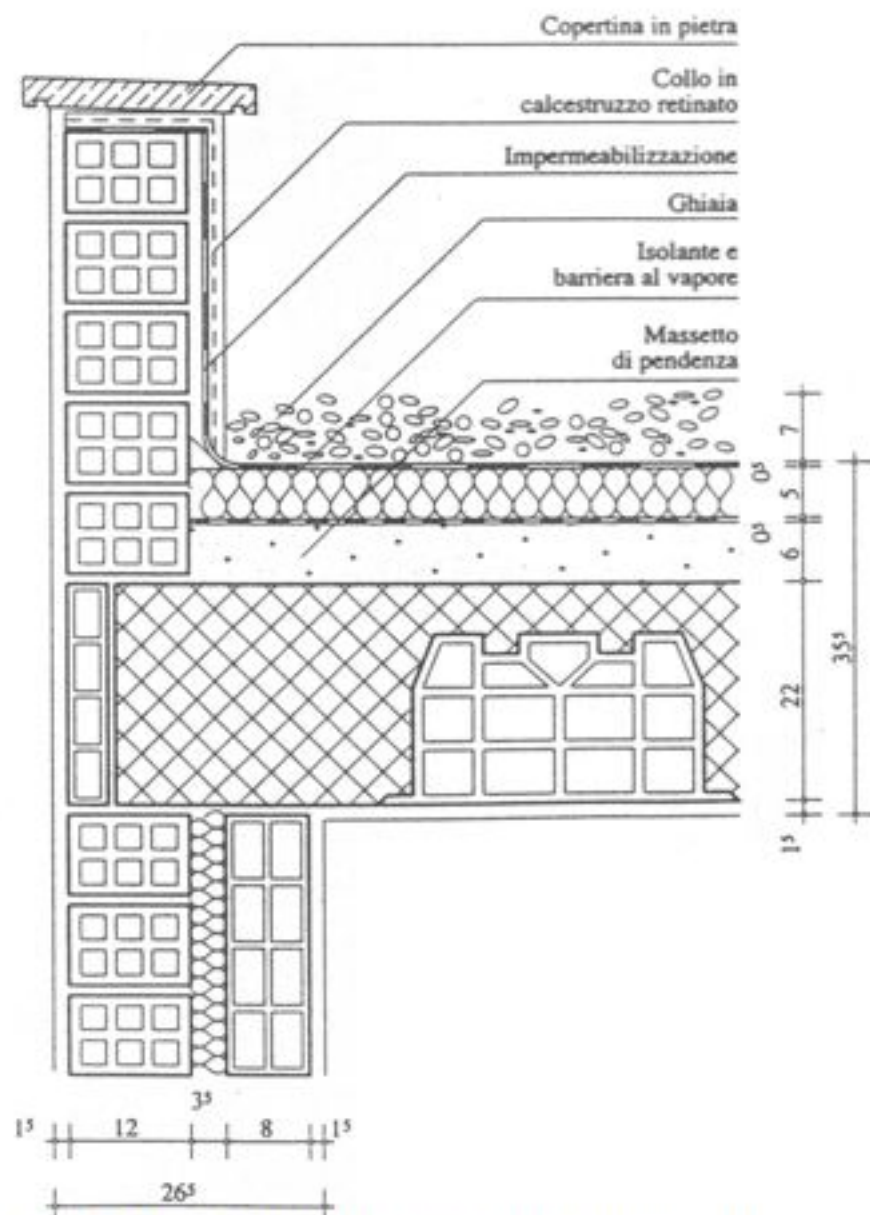 Copertina in pietra
Collo in
calcestruzzo retinato
Impermeabilizzazione
Ghiaia
Isolante e
barriera al vapore
Massetto
di pendenza
7
0⁵
5
0⁵
6
22
35⁵
1⁵
3⁵
1⁵ 12 8 1⁵
26⁵